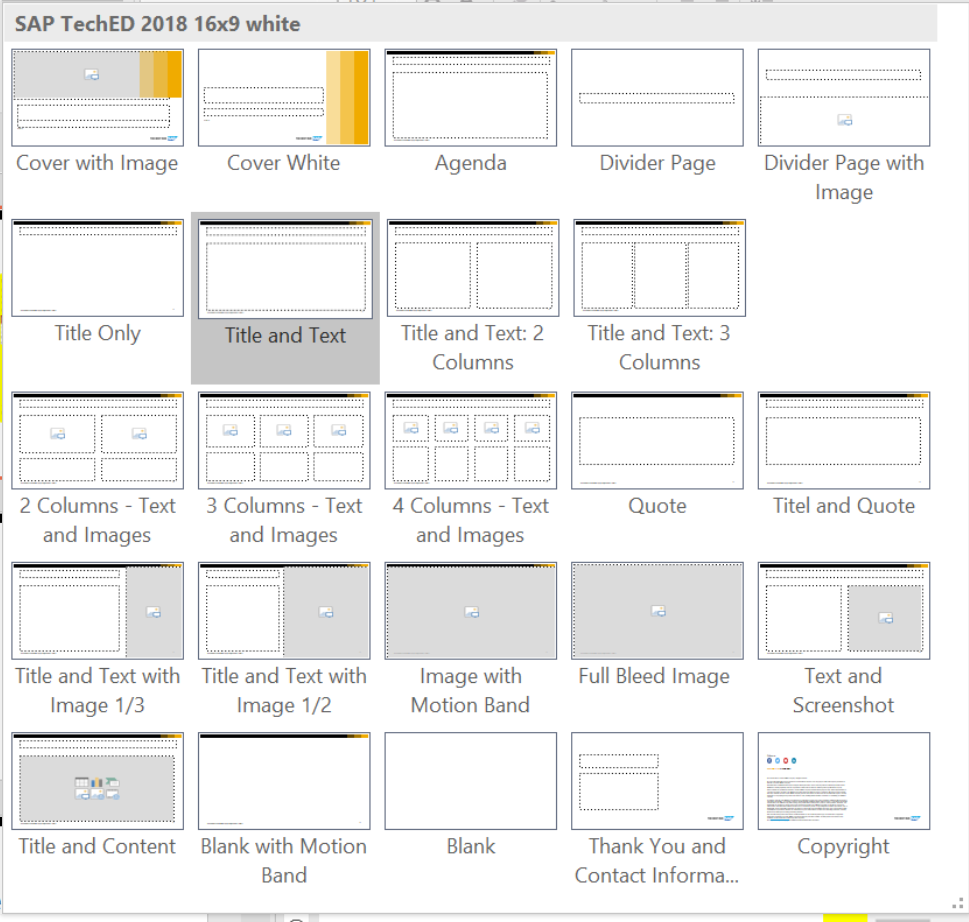 SAP TechED 2018 16x9 white
Cover with Image
Cover White
Agenda
Divider Page
Divider Page with
Image
Title Only
Title and Text
Title and Text: 2
Columns
Title and Text: 3
Columns
2 Columns - Text
and Images
3 Columns - Text
and Images
4 Columns - Text
and Images
Quote
Titel and Quote
Title and Text with
Image 1/3
Title and Text with
Image 1/2
Image with
Motion Band
Full Bleed Image
Text and
Screenshot
Title and Content
Blank with Motion
Band
Blank
Thank You and
Contact Informa...
Copyright